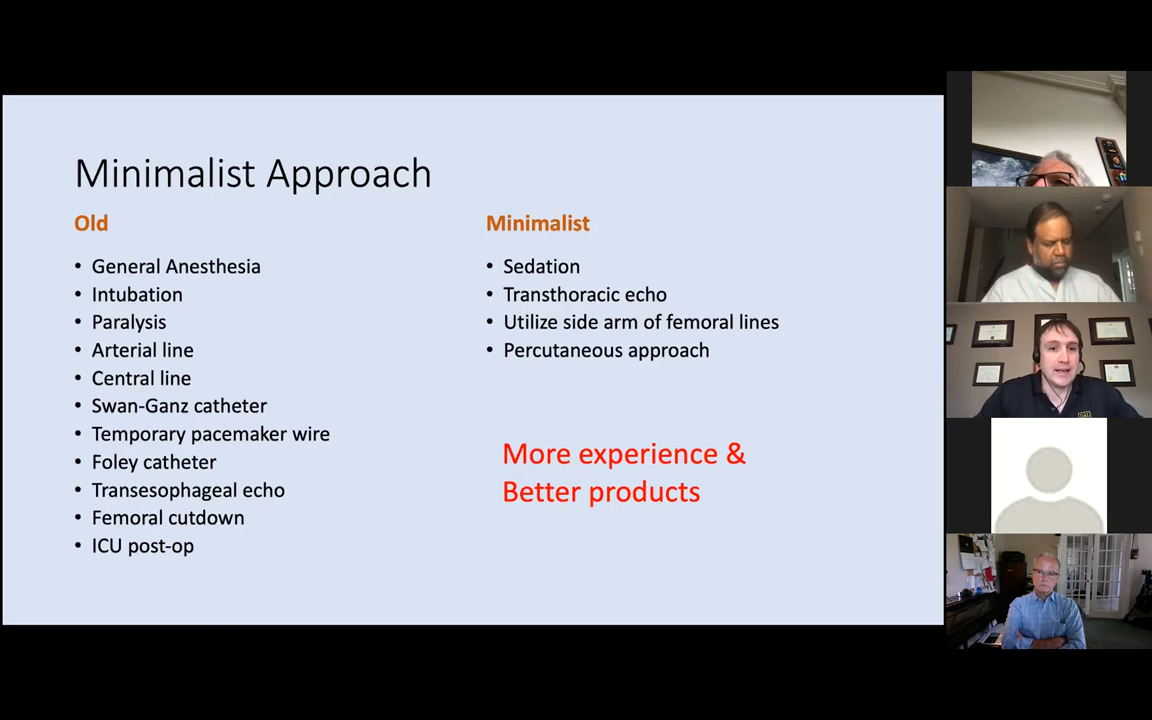 Minimalist Approach
Old
• General Anesthesia
• Intubation
• Paralysis
• Arterial line
• Central line
• Swan-Ganz catheter
• Temporary pacemaker wire
• Foley catheter
• Transesophageal echo
• Femoral cutdown
• ICU post-op
Minimalist
• Sedation
• Transthoracic echo
• Utilize side arm of femoral lines
• Percutaneous approach
More experience &
Better products